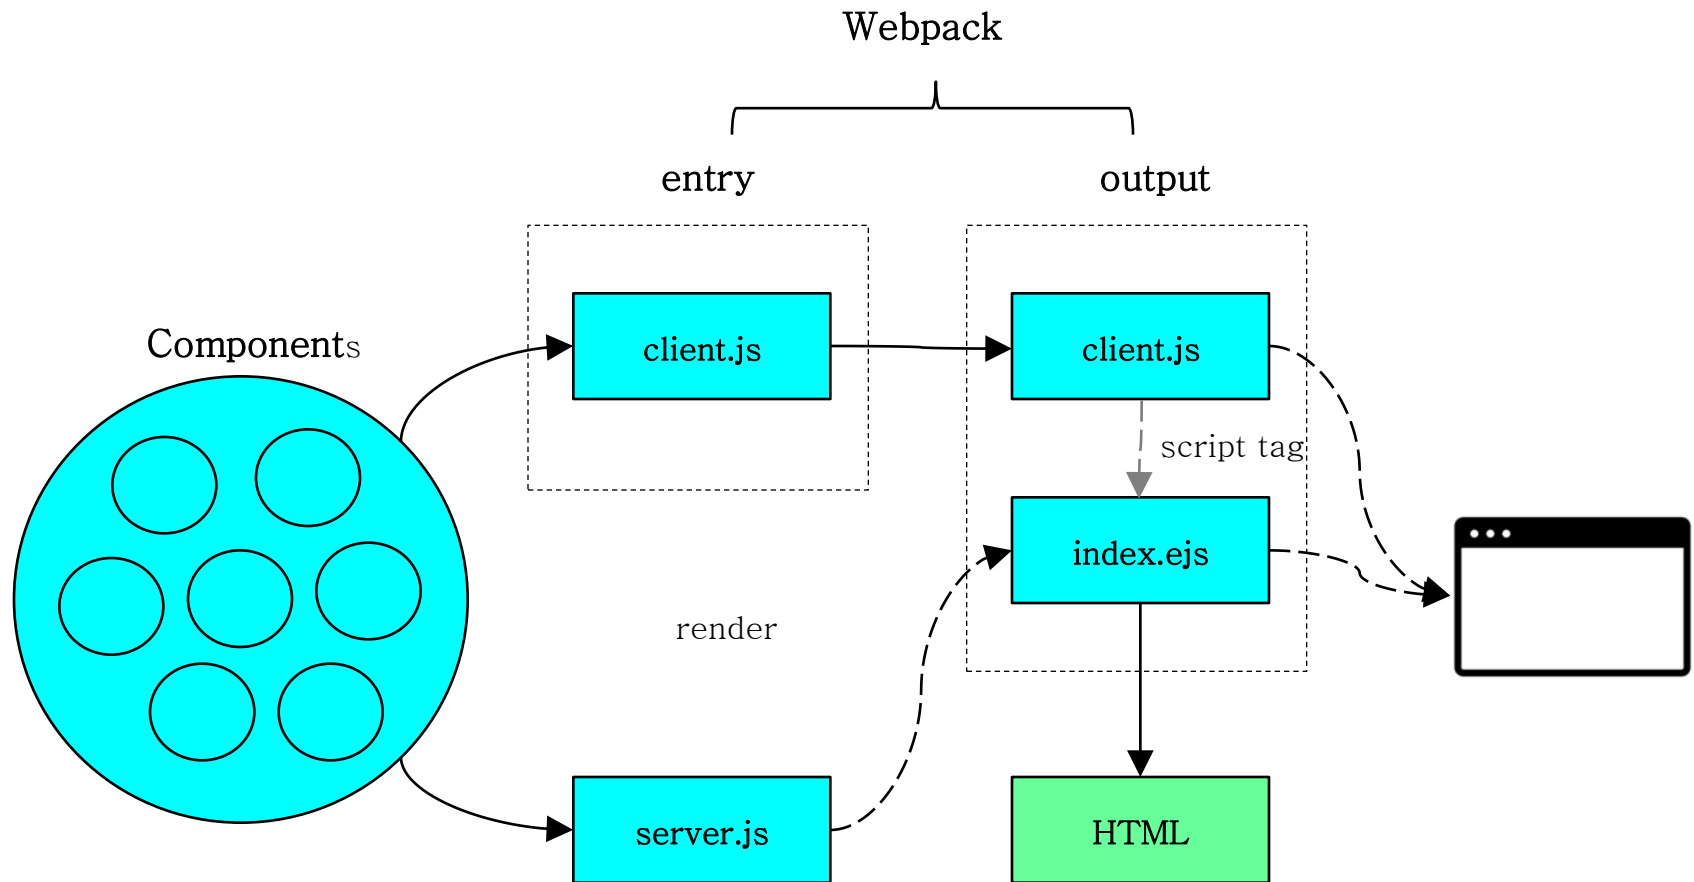 Webpack
entry
output
client.js
client.js
Components
script tag
index.ejs
render
server.js
HTML